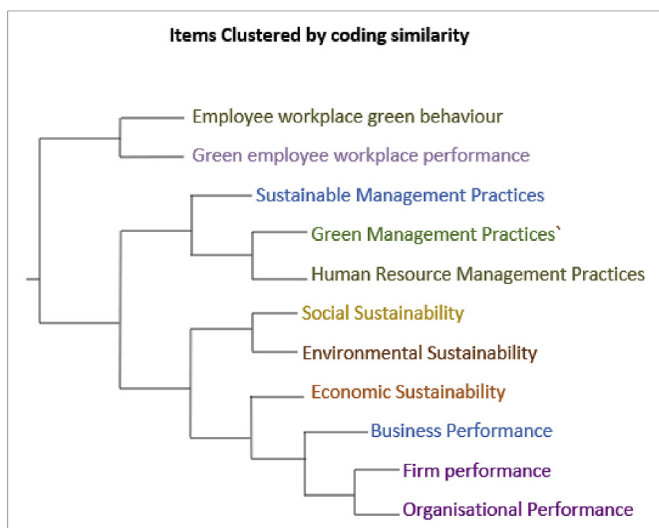 Items Clustered by coding similarity
Employee workplace green behaviour
Green employee workplace performance
Sustainable Management Practices
Green Management Practices`
Human Resource Management Practices
Social Sustainability
Environmental Sustainability
Economic Sustainability
Business Performance
Firm performance
Organisational Performance